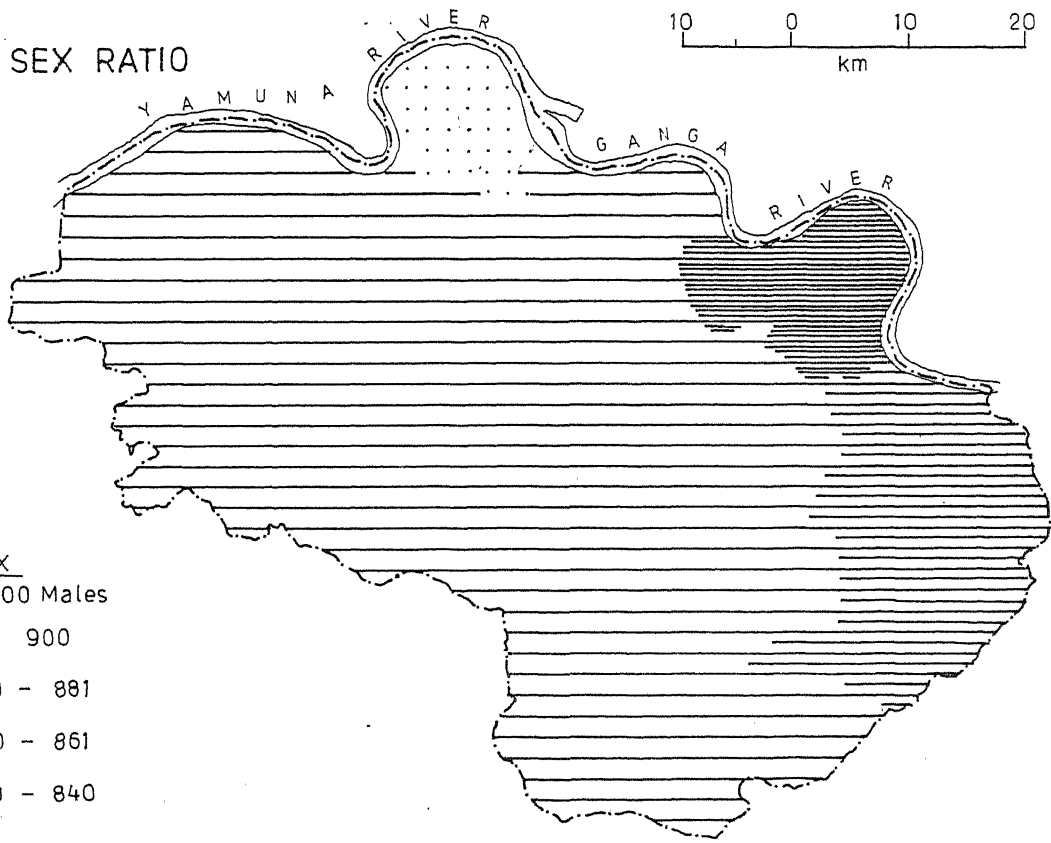 SEX RATIO
YAMUNA RIVER
GANGA RIVER
10 0 10 20
km
00 Males
900
– 881
– 861
– 840